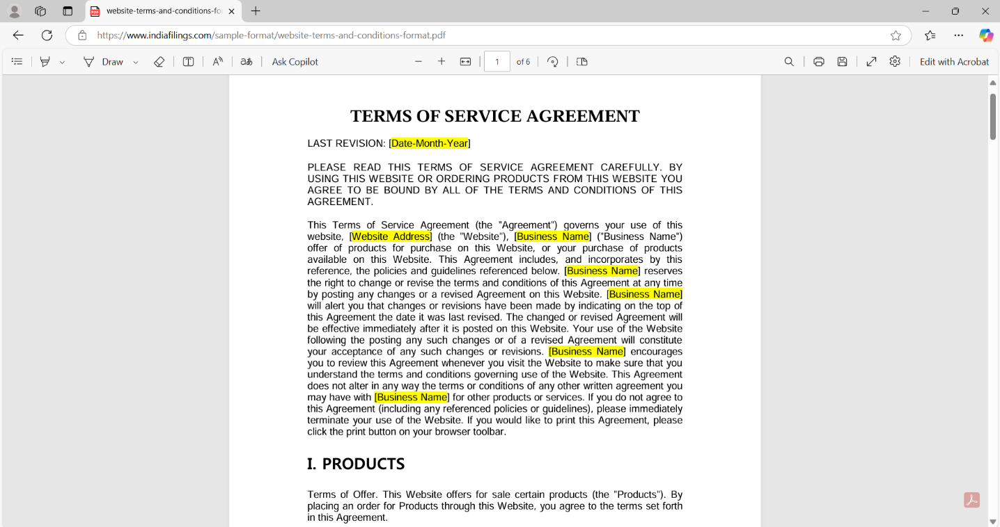 website-terms-and-conditions-fo
https://www.indiafilings.com/sample-format/website-terms-and-conditions-format.pdf
Draw
Ask Copilot
1 of 6
Edit with Acrobat
TERMS OF SERVICE AGREEMENT
LAST REVISION: [Date-Month-Year]
PLEASE READ THIS TERMS OF SERVICE AGREEMENT CAREFULLY. BY
USING THIS WEBSITE OR ORDERING PRODUCTS FROM THIS WEBSITE YOU
AGREE TO BE BOUND BY ALL OF THE TERMS AND CONDITIONS OF THIS
AGREEMENT.
This Terms of Service Agreement (the "Agreement") governs your use of this
website, [Website Address] (the "Website"), [Business Name] ("Business Name")
offer of products for purchase on this Website, or your purchase of products
available on this Website. This Agreement includes, and incorporates by this
reference, the policies and guidelines referenced below. [Business Name] reserves
the right to change or revise the terms and conditions of this Agreement at any time
by posting any changes or a revised Agreement on this Website. [Business Name]
will alert you that changes or revisions have been made by indicating on the top of
this Agreement the date it was last revised. The changed or revised Agreement will
be effective immediately after it is posted on this Website. Your use of the Website
following the posting any such changes or of a revised Agreement will constitute
your acceptance of any such changes or revisions. [Business Name] encourages
you to review this Agreement whenever you visit the Website to make sure that you
understand the terms and conditions governing use of the Website. This Agreement
does not alter in any way the terms or conditions of any other written agreement you
may have with [Business Name] for other products or services. If you do not agree to
this Agreement (including any referenced policies or guidelines), please immediately
terminate your use of the Website. If you would like to print this Agreement, please
click the print button on your browser toolbar.
I. PRODUCTS
Terms of Offer. This Website offers for sale certain products (the "Products"). By
placing an order for Products through this Website, you agree to the terms set forth
in this Agreement.